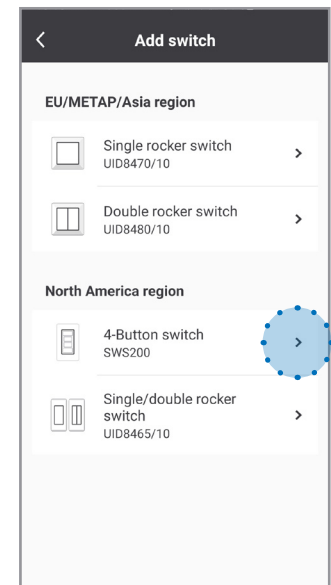 Add switch
EU/METAP/Asia region
Single rocker switch
UID8470/10
Double rocker switch
UID8480/10
North America region
4-Button switch
SWS200
Single/double rocker
switch
UID8465/10